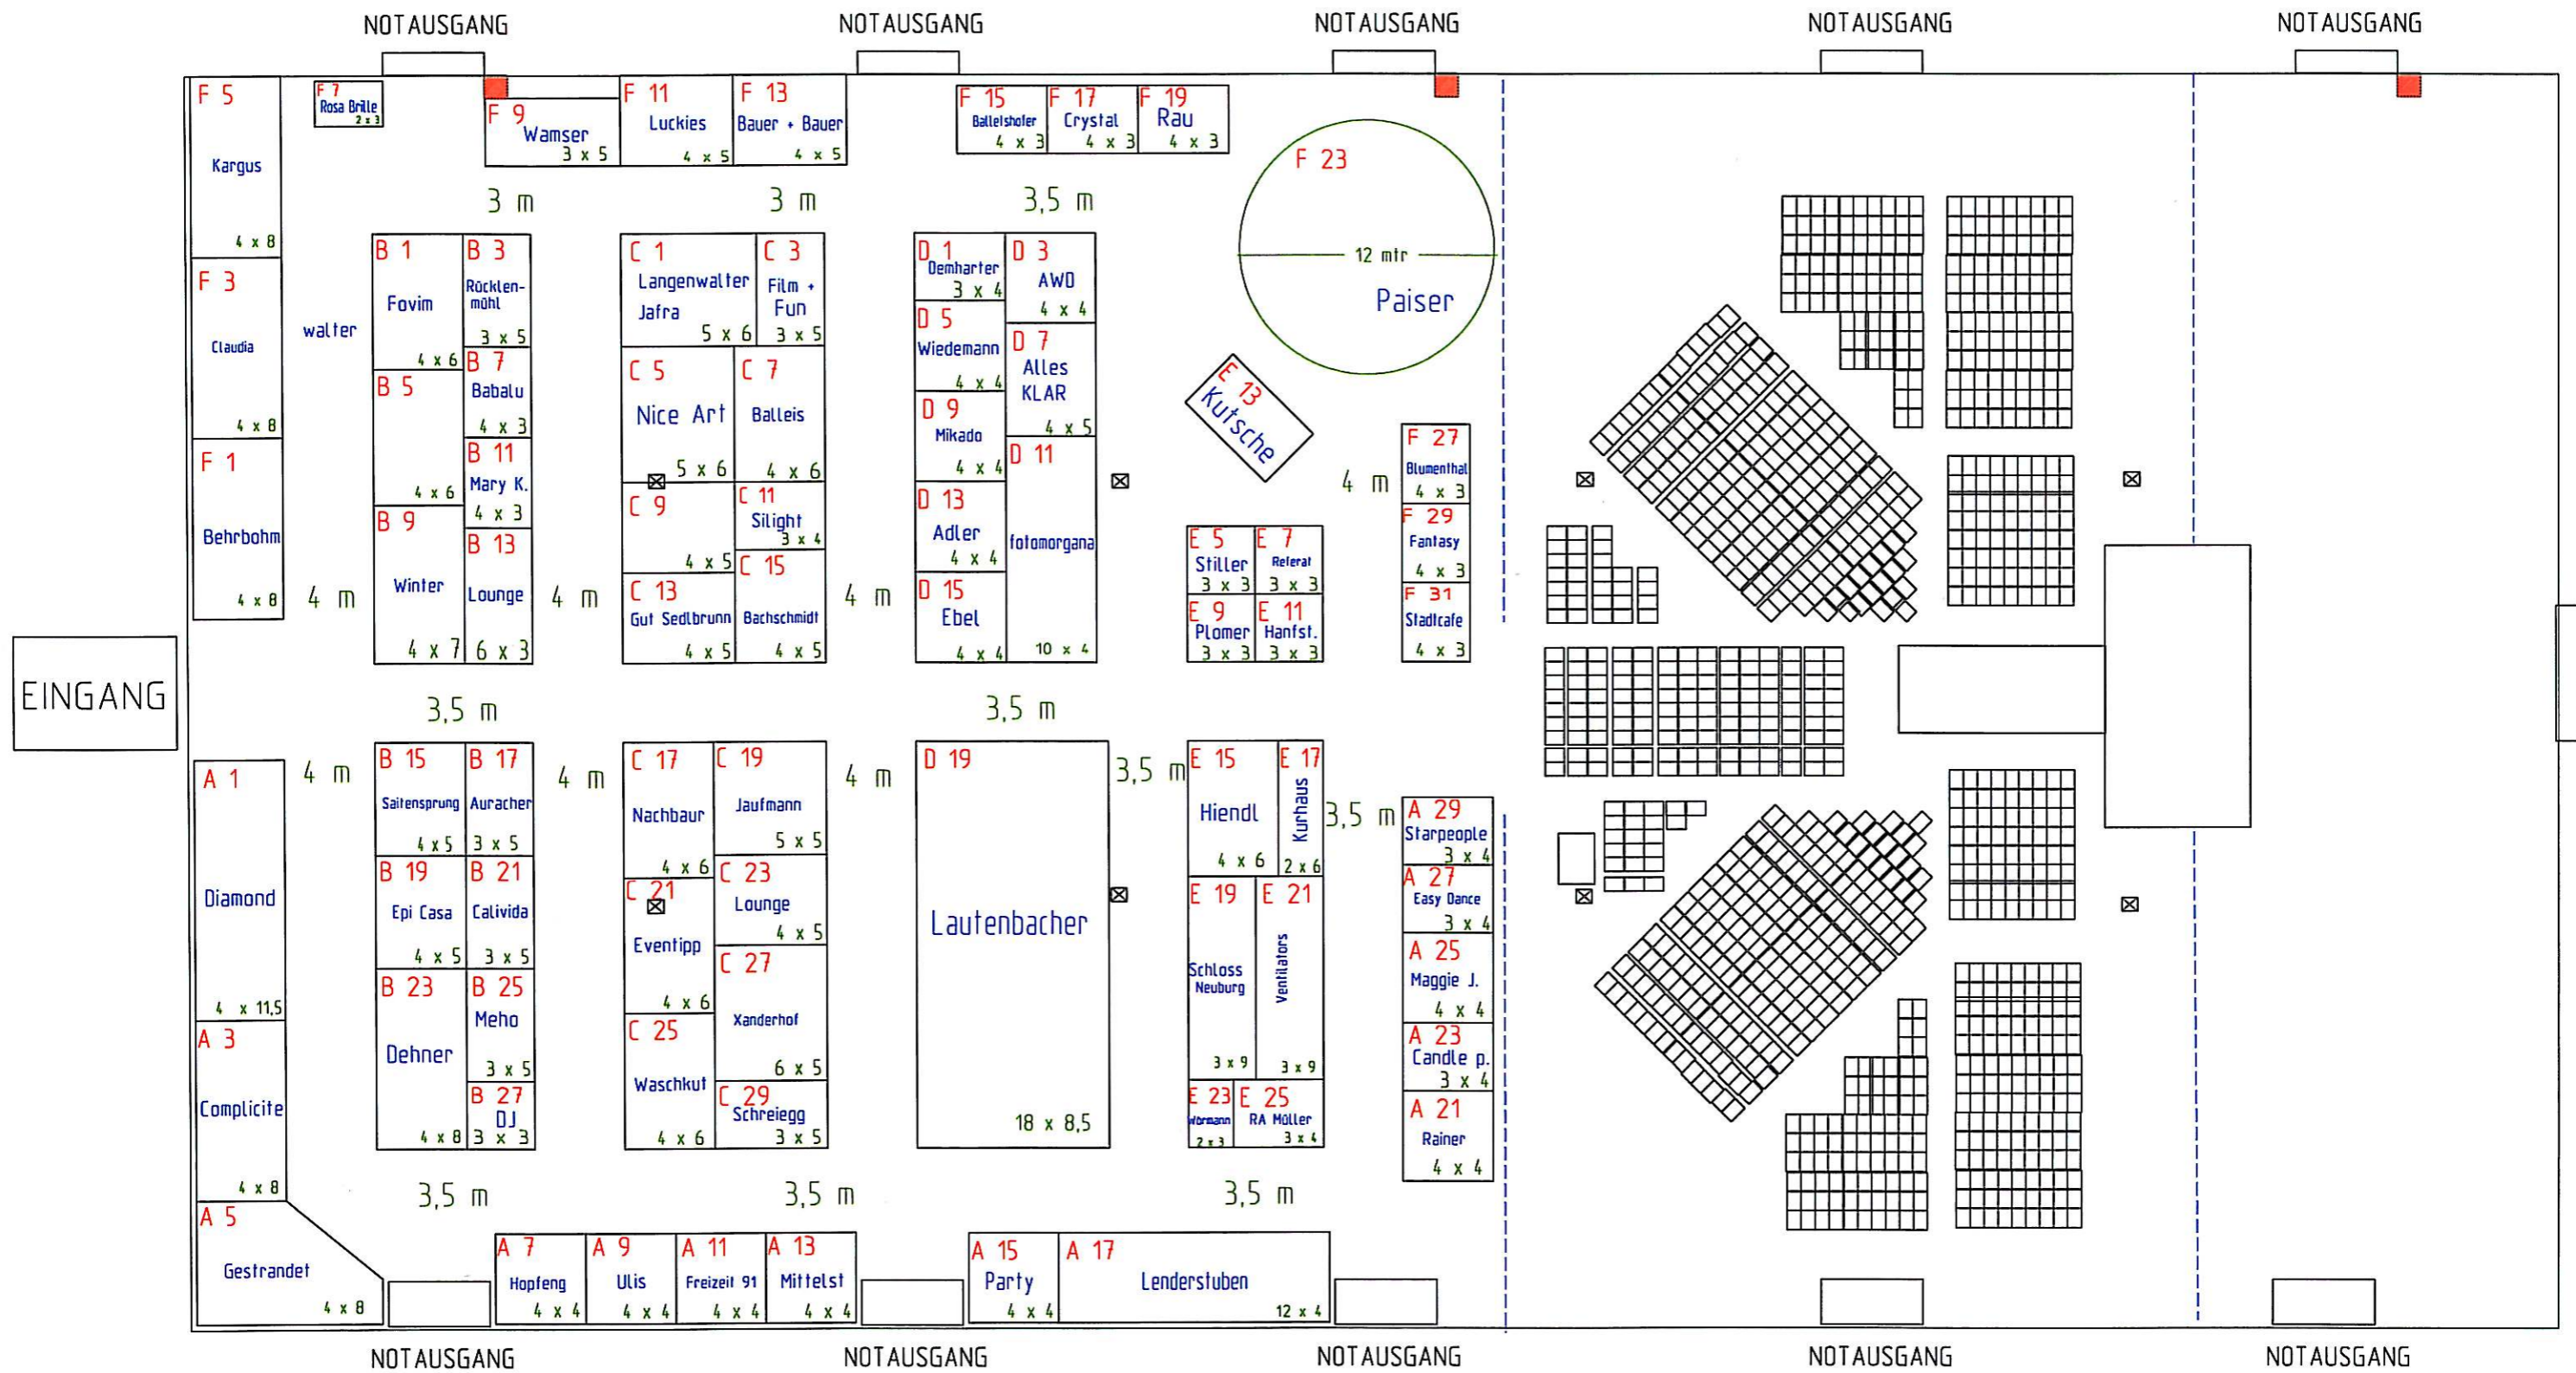 NOTAUSGANG
NOTAUSGANG
NOTAUSGANG
NOTAUSGANG
NOTAUSGANG
F 5
Kargus
4 x 8
F 7
Rosa Brille
2 x 3
F 9
Wamser
3 x 5
F 11
Luckies
4 x 5
F 13
Bauer + Bauer
4 x 5
F 15
Balletshofer
4 x 3
F 17
Crystal
4 x 3
F 19
Rau
4 x 3
F 23
12 mtr
Paiser
3 m
3 m
3,5 m
F 3
Claudia
4 x 8
F 1
Behrbohm
4 x 8
walter
B 1
Fovim
4 x 6
B 3
Rücklen-
mühl
3 x 5
B 5
4 x 6
B 7
Babalu
4 x 3
B 11
Mary K.
4 x 3
B 9
Winter
4 x 7
B 13
Lounge
6 x 3
C 1
Langenwalter
Jafra
5 x 6
C 3
Film +
Fun
3 x 5
C 5
Nice Art
5 x 6
C 7
Balleis
4 x 6
C 9
4 x 5
C 11
Silight
3 x 4
C 13
Gut Sedlbrunn
4 x 5
C 15
Bachschmidt
4 x 5
D 1
Demharter
3 x 4
D 3
AWD
4 x 4
D 5
Wiedemann
4 x 4
D 7
Alles
KLAR
4 x 5
D 9
Mikado
4 x 4
D 11
fotomorgana
10 x 4
D 13
Adler
4 x 4
D 15
Ebel
4 x 4
E 13
Kutsche
4 m
F 27
Blumenthal
4 x 3
F 29
Fantasy
4 x 3
F 31
Stadtcafe
4 x 3
E 5
Stiller
3 x 3
E 7
Referat
3 x 3
E 9
Plomer
3 x 3
E 11
Hanfst.
3 x 3
4 m
4 m
4 m
EINGANG
3,5 m
3,5 m
4 m
4 m
4 m
3,5 m
3,5 m
A 1
Diamond
4 x 11,5
A 3
Complicite
4 x 8
A 5
Gestrandet
4 x 8
B 15
Saitensprung
4 x 5
B 17
Auracher
3 x 5
B 19
Epi Casa
4 x 5
B 21
Calivida
3 x 5
B 23
Dehner
4 x 8
B 25
Meho
3 x 5
B 27
DJ
3 x 3
C 17
Nachbaur
4 x 6
C 19
Jaufmann
5 x 5
C 21
Eventipp
4 x 6
C 23
Lounge
4 x 5
C 25
Waschkut
4 x 6
C 27
Xanderhof
6 x 5
C 29
Schreiegg
3 x 5
D 19
Lautenbacher
18 x 8,5
E 15
Hiendl
4 x 6
E 17
Kurhaus
2 x 6
E 19
Schloss
Neuburg
3 x 9
E 21
Ventilators
3 x 9
E 23
Wörmann
2 x 3
E 25
RA Müller
3 x 4
A 29
Starpeople
3 x 4
A 27
Easy Dance
3 x 4
A 25
Maggie J.
4 x 4
A 23
Candle p.
3 x 4
A 21
Rainer
4 x 4
3,5 m
3,5 m
3,5 m
A 7
Hopfeng
4 x 4
A 9
Ulis
4 x 4
A 11
Freizeit 91
4 x 4
A 13
Mittelst
4 x 4
A 15
Party
4 x 4
A 17
Lenderstuben
12 x 4
NOTAUSGANG
NOTAUSGANG
NOTAUSGANG
NOTAUSGANG
NOTAUSGANG